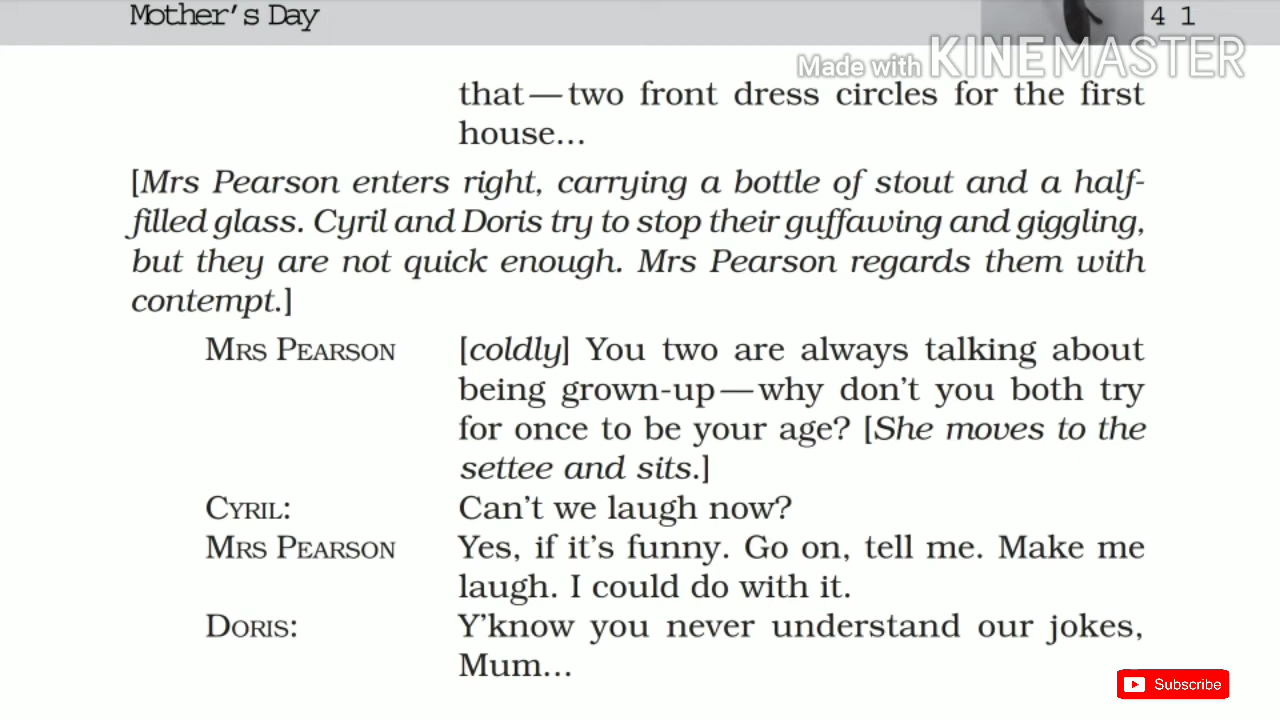 Mother's Day
4 1
Made with KINEMASTER
that — two front dress circles for the first
house...
[Mrs Pearson enters right, carrying a bottle of stout and a half-
filled glass. Cyril and Doris try to stop their guffawing and giggling,
but they are not quick enough. Mrs Pearson regards them with
contempt.]
MRS PEARSON [coldly] You two are always talking about
being grown-up — why don't you both try
for once to be your age? [She moves to the
settee and sits.]
CYRIL: Can't we laugh now?
MRS PEARSON Yes, if it's funny. Go on, tell me. Make me
laugh. I could do with it.
DORIS: Y'know you never understand our jokes,
Mum...
Subscribe